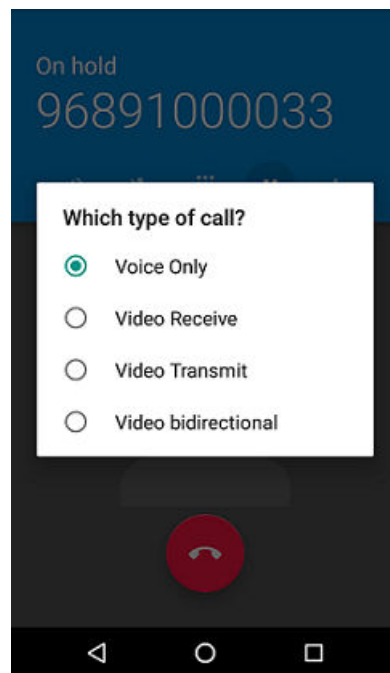 On hold
96891000033
Which type of call?
Voice Only
Video Receive
Video Transmit
Video bidirectional